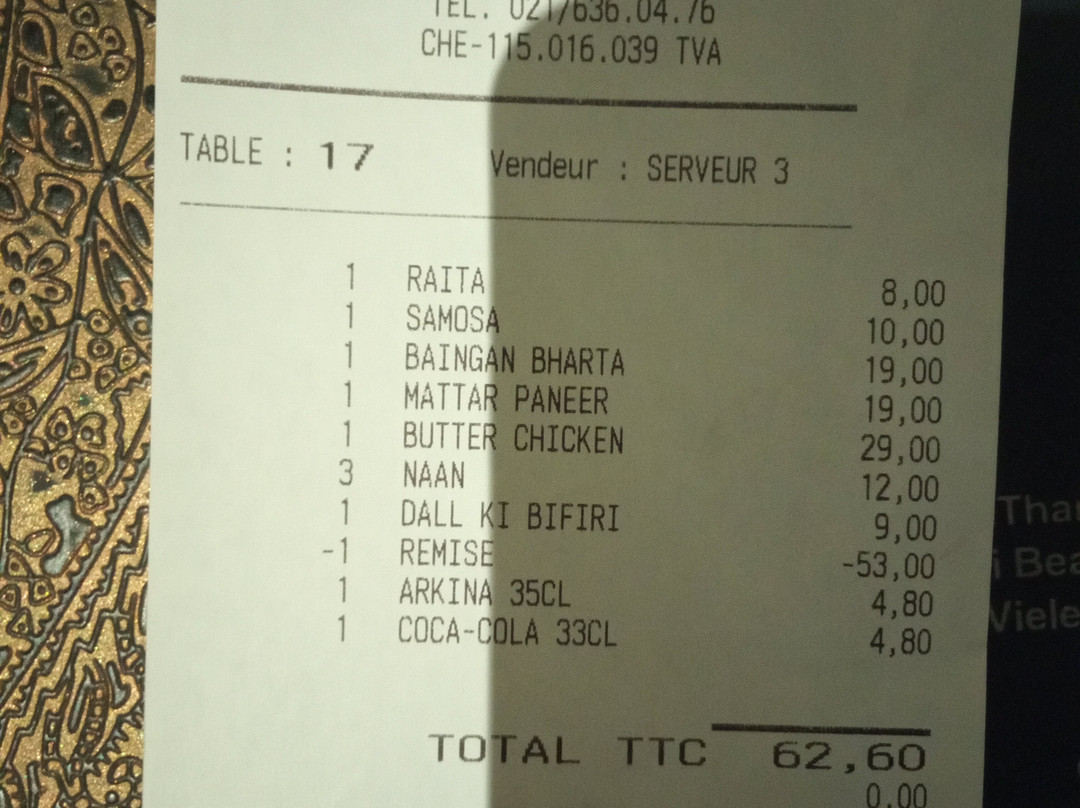 TEL. 021/636.04.76
CHE-115.016.039 TVA
TABLE : 17 Vendeur : SERVEUR 3
1 RAITA 8,00
1 SAMOSA 10,00
1 BAINGAN BHARTA 19,00
1 MATTAR PANEER 19,00
1 BUTTER CHICKEN 29,00
3 NAAN 12,00
1 DALL KI BIFIRI 9,00
-1 REMISE -53,00
1 ARKINA 35CL 4,80
1 COCA-COLA 33CL 4,80
TOTAL TTC 62,60
0,00
Than
i Bea
Viele